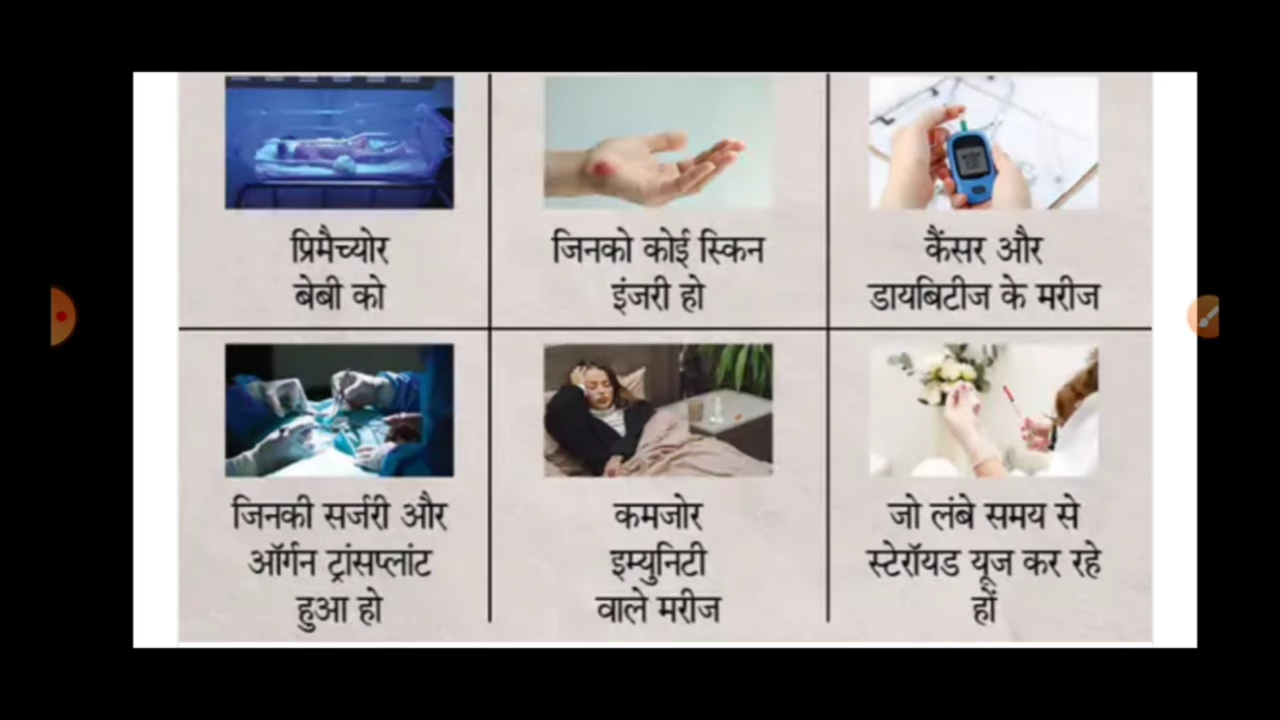 प्रिमैच्योर
बेबी को
जिनको कोई स्किन
इंजरी हो
कैंसर और
डायबिटीज के मरीज
जिनकी सर्जरी और
ऑर्गन ट्रांसप्लांट
हुआ हो
कमजोर
इम्युनिटी
वाले मरीज
जो लंबे समय से
स्टेरॉयड यूज कर रहे
हों